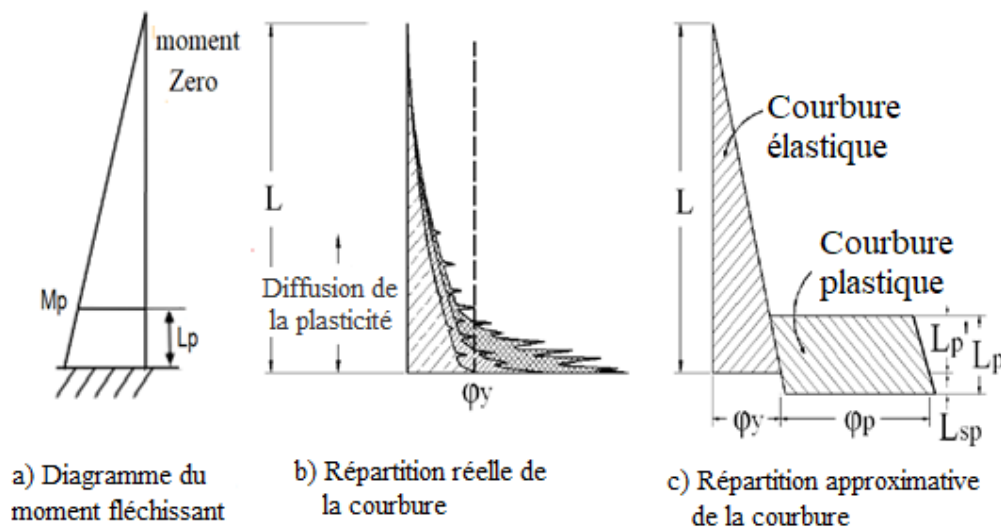 moment
Zero
Mp
Lp
a) Diagramme du
moment fléchissant
L
Diffusion de
la plasticité
φy
b) Répartition réelle de
la courbure
L
Courbure
élastique
Courbure
plastique
Lp'
Lp
Lsp
φy
φp
c) Répartition approximative
de la courbure